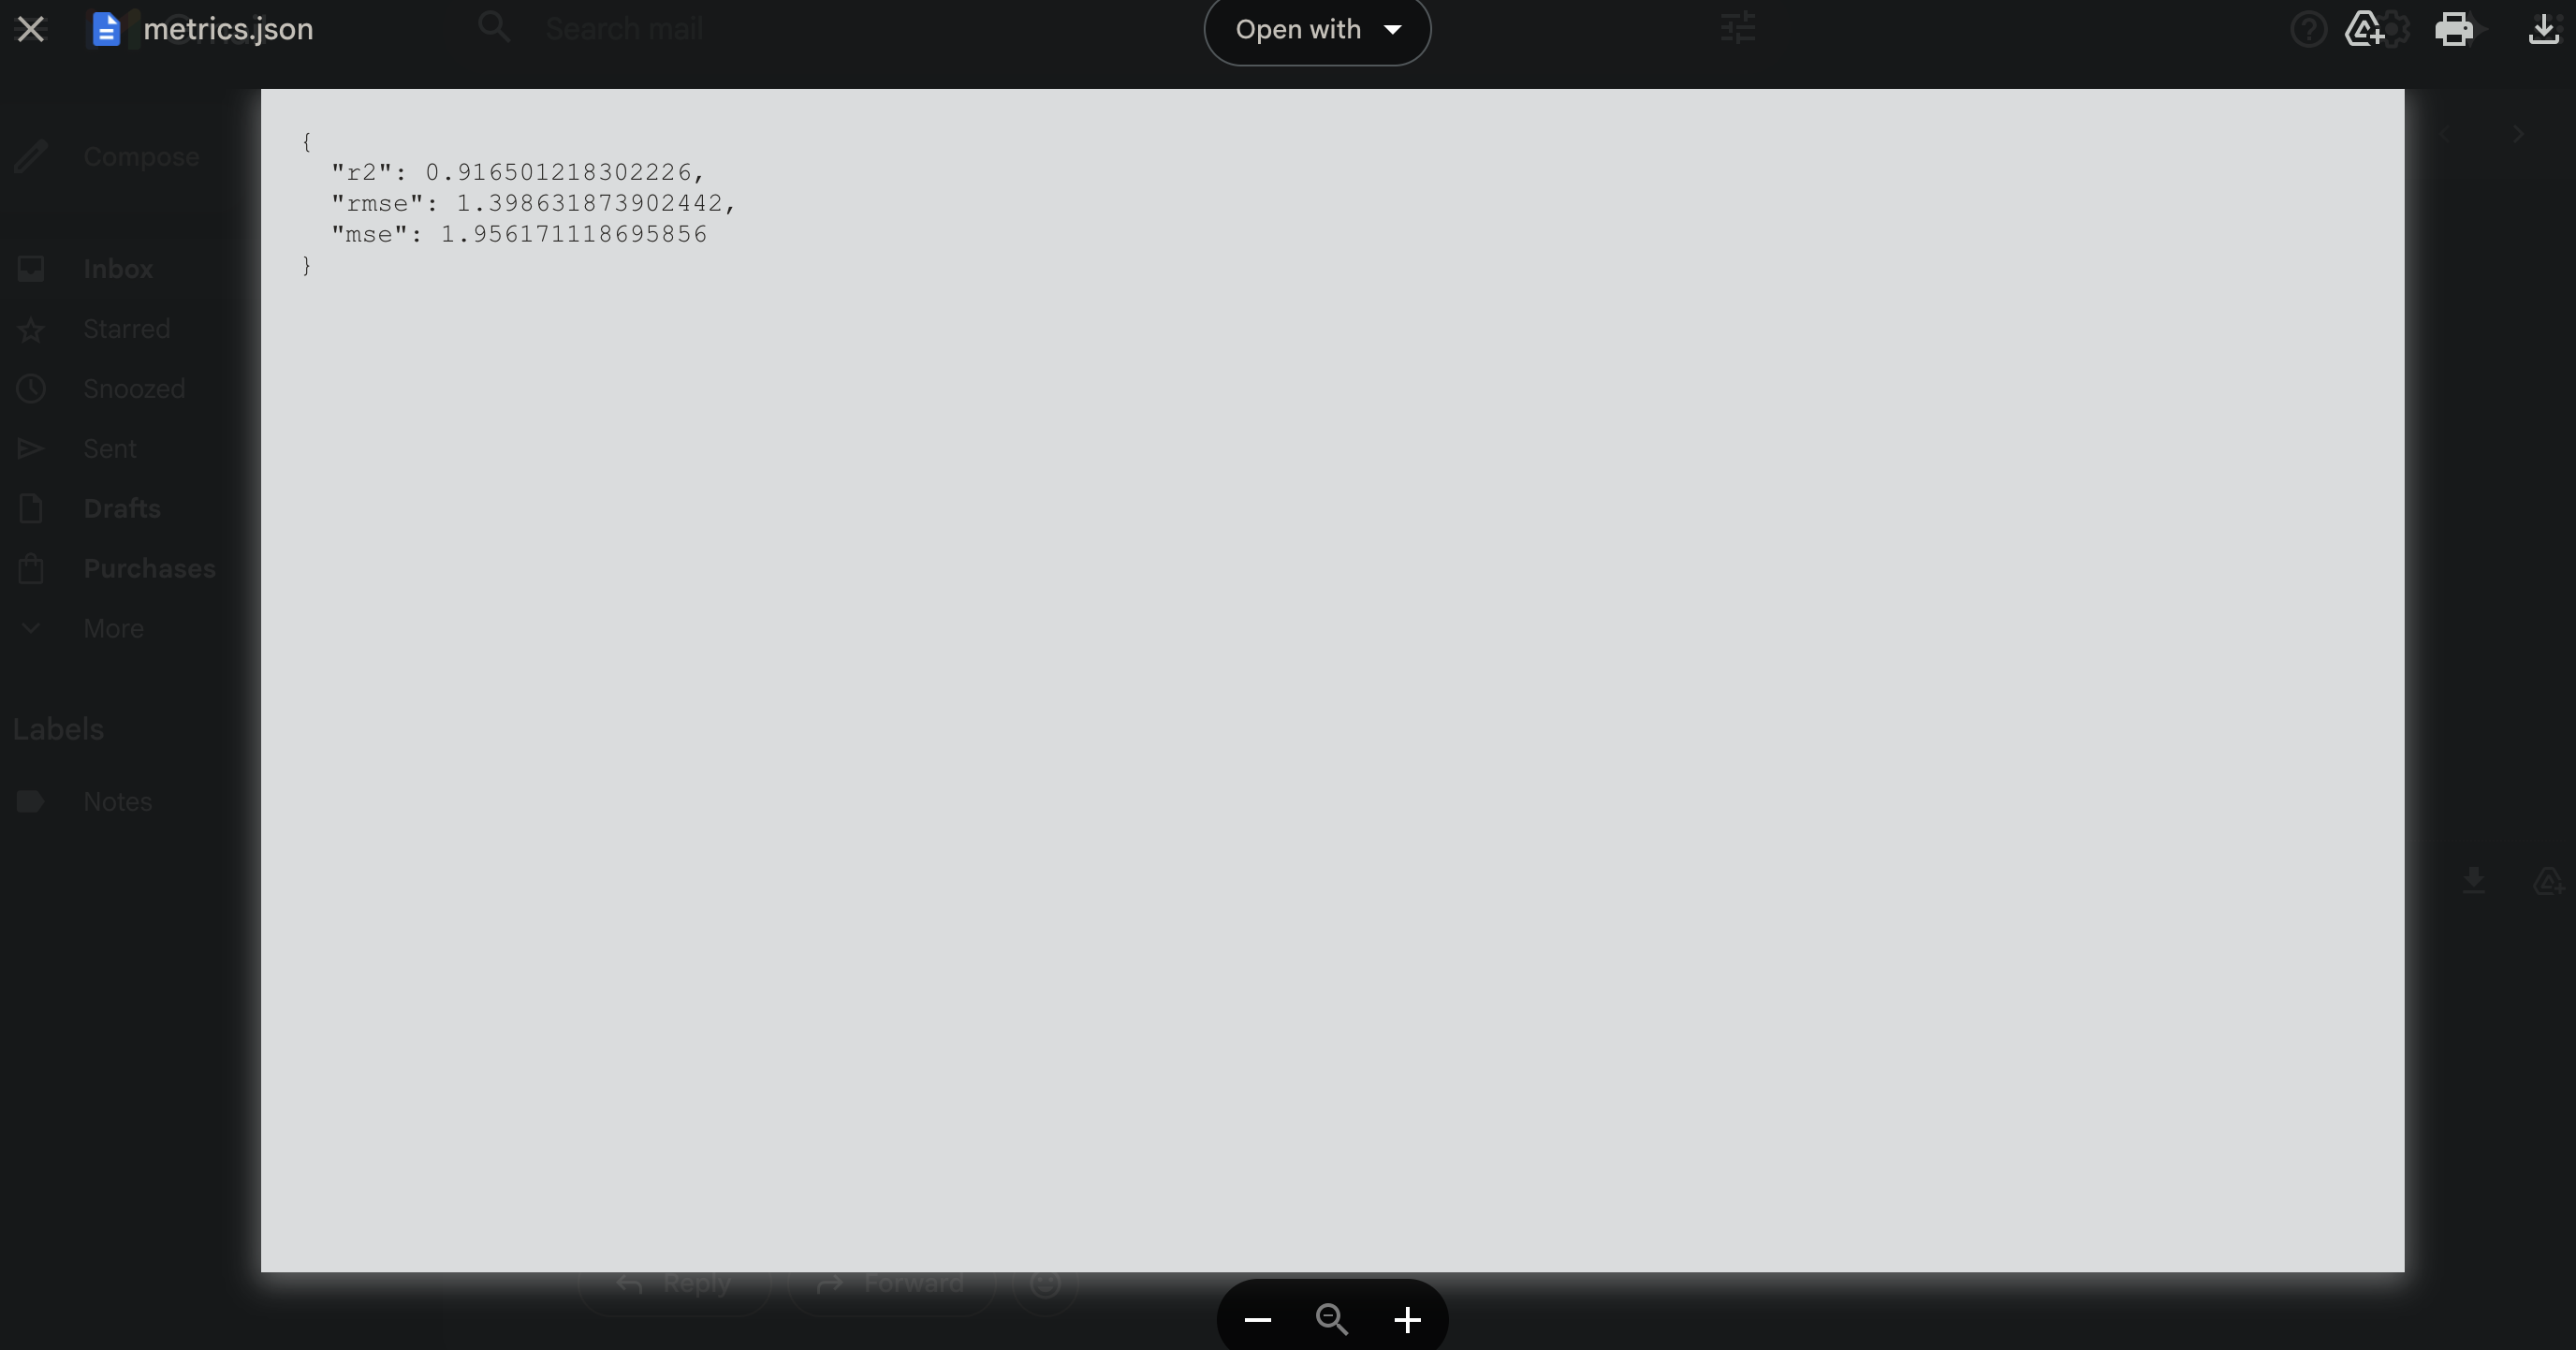 metrics.json
Search mail
Open with
Compose
{
"r2": 0.916501218302226,
"rmse": 1.398631873902442,
"mse": 1.956171118695856
}
Inbox
Starred
Snoozed
Sent
Drafts
Purchases
More
Labels
Notes
Reply
Forward